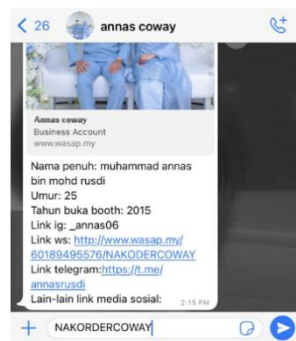 26
annas coway
Annas coway
Business Account
www.wasap.my
Nama penuh: muhammad annas
bin mohd rusdi
Umur: 25
Tahun buka booth: 2015
Link ig: _annas06
Link ws: http://www.wasap.my/
60189495576/NAKODERCOWAY
Link telegram:https://t.me/
annasrusdi
Lain-lain link media sosial:
2:15 PM
NAKORDERCOWAY